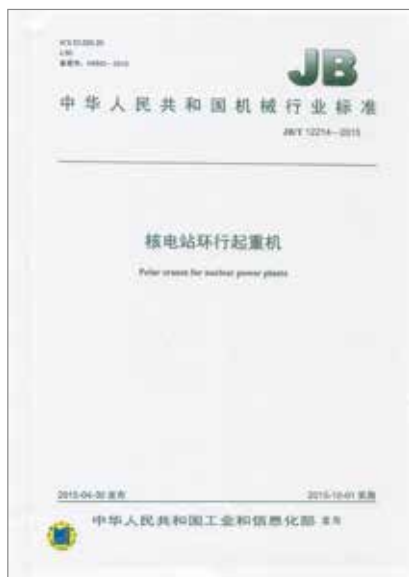 JB
中华人民共和国机械行业标准
JB/T 12214—2015
核电站环行起重机
Polar cranes for nuclear power plants
2015-04-30 发布
2015-10-01 实施
中华人民共和国工业和信息化部 发布